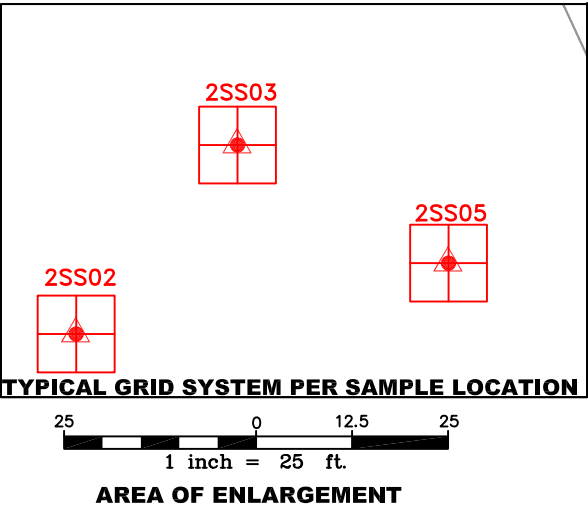 2SS03
2SS05
2SS02
TYPICAL GRID SYSTEM PER SAMPLE LOCATION
25 0 12.5 25
1 inch = 25 ft.
AREA OF ENLARGEMENT